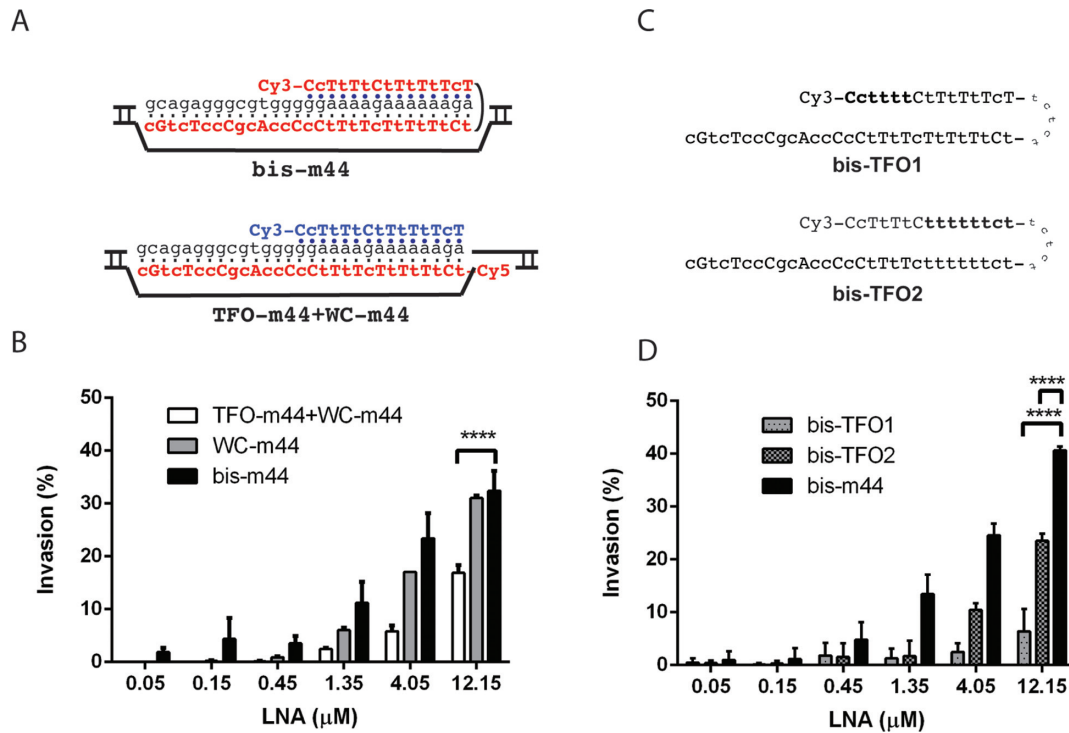 A
Cy3-CcTtTtCtTtTtTcT
gcagagggcgtgggggaaaagaaaaaaga
cGtcTccCgcAccCcCtTtTcTtTtTtCt
bis-m44
Cy3-CcTtTtCtTtTtTcT
gcagagggcgtgggggaaaagaaaaaaga
cGtcTccCgcAccCcCtTtTcTtTtTtCt-Cy5
TFO-m44+WC-m44
B
Invasion (%)
50
40
30
20
10
0
TFO-m44+WC-m44
WC-m44
bis-m44
****
0.05 0.15 0.45 1.35 4.05 12.15
LNA (μM)
C
Cy3-CcttttCtTtTtTcT-
cGtcTccCgcAccCcCtTtTcTtTtTtCt-
bis-TFO1
Cy3-CcTtTtCttttttct-
cGtcTccCgcAccCcCtTtTcttttttct-
bis-TFO2
D
Invasion (%)
50
40
30
20
10
0
bis-TFO1
bis-TFO2
bis-m44
****
****
0.05 0.15 0.45 1.35 4.05 12.15
LNA (μM)